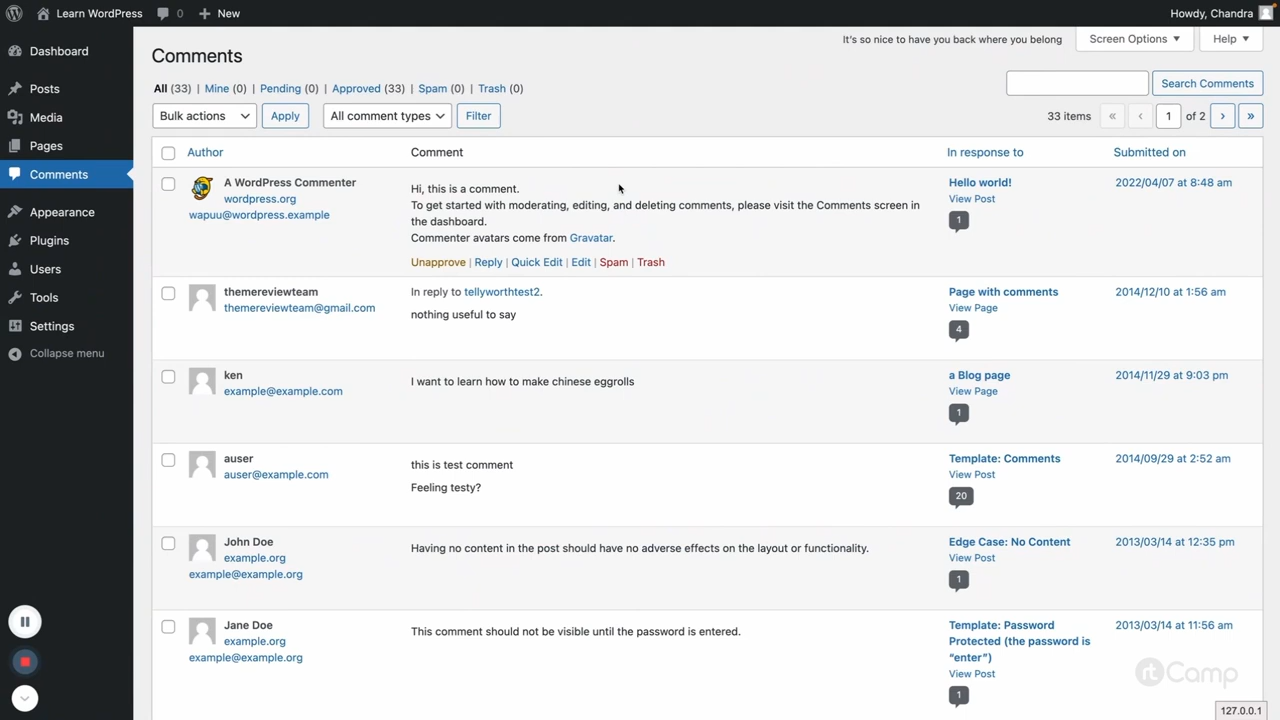 Learn WordPress 0 New Howdy, Chandra
Dashboard
Posts
Media
Pages
Comments
Appearance
Plugins
Users
Tools
Settings
Collapse menu
It's so nice to have you back where you belong Screen Options Help
Comments
All (33) | Mine (0) | Pending (0) | Approved (33) | Spam (0) | Trash (0)
Search Comments
Bulk actions Apply All comment types Filter 33 items « ‹ 1 of 2 › »
Author Comment In response to Submitted on
A WordPress Commenter
wordpress.org
wapuu@wordpress.example
Hi, this is a comment.
To get started with moderating, editing, and deleting comments, please visit the Comments screen in
the dashboard.
Commenter avatars come from Gravatar.
Unapprove | Reply | Quick Edit | Edit | Spam | Trash
Hello world!
View Post
1
2022/04/07 at 8:48 am
themereviewteam
themereviewteam@gmail.com
In reply to tellyworthtest2.
nothing useful to say
Page with comments
View Page
4
2014/12/10 at 1:56 am
ken
example@example.com
I want to learn how to make chinese eggrolls
a Blog page
View Page
1
2014/11/29 at 9:03 pm
auser
auser@example.com
this is test comment
Feeling testy?
Template: Comments
View Post
20
2014/09/29 at 2:52 am
John Doe
example.org
example@example.org
Having no content in the post should have no adverse effects on the layout or functionality.
Edge Case: No Content
View Post
1
2013/03/14 at 12:35 pm
Jane Doe
example.org
example@example.org
This comment should not be visible until the password is entered.
Template: Password
Protected (the password is
“enter”)
View Post
1
2013/03/14 at 11:56 am
rtCamp
127.0.0.1